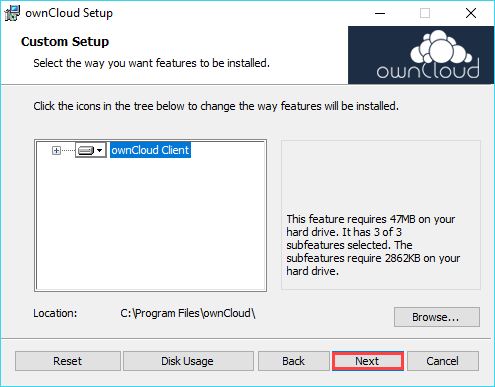 ownCloud Setup
Custom Setup
Select the way you want features to be installed.
ownCloud
Click the icons in the tree below to change the way features will be installed.
ownCloud Client
This feature requires 47MB on your
hard drive. It has 3 of 3
subfeatures selected. The
subfeatures require 2862KB on your
hard drive.
Location: C:\Program Files\ownCloud\
Browse...
Reset Disk Usage Back Next Cancel